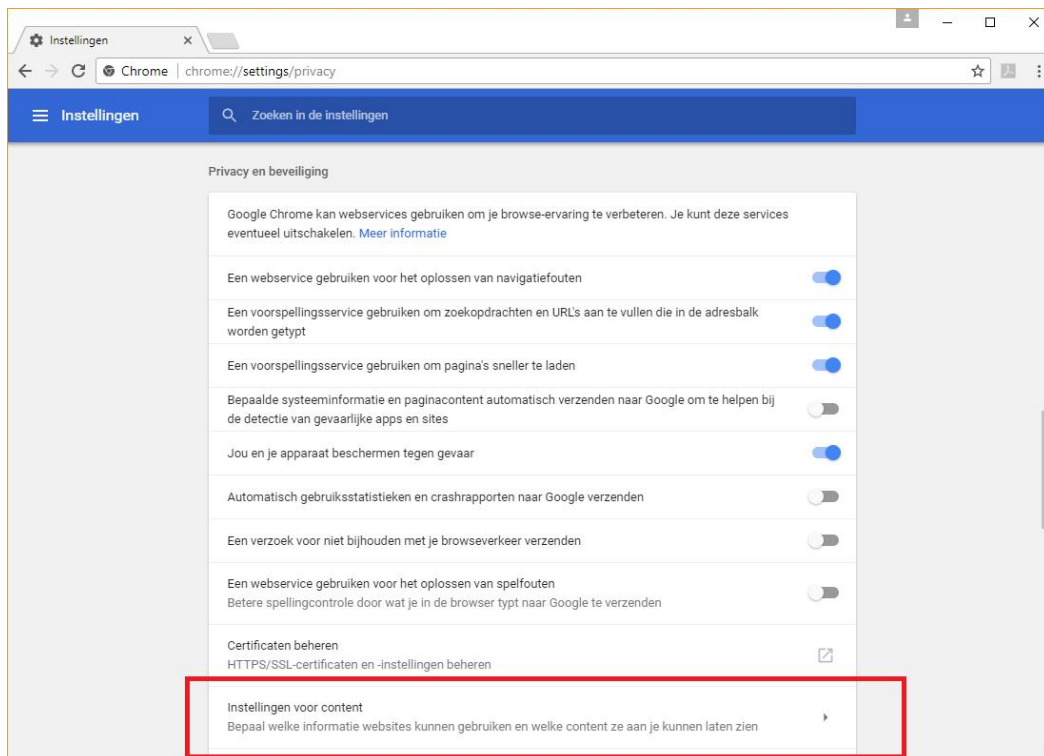 Instellingen
Chrome | chrome://settings/privacy
Instellingen
Zoeken in de instellingen
Privacy en beveiliging
Google Chrome kan webservices gebruiken om je browse-ervaring te verbeteren. Je kunt deze services
eventueel uitschakelen. Meer informatie
Een webservice gebruiken voor het oplossen van navigatiefouten
Een voorspellingsservice gebruiken om zoekopdrachten en URL's aan te vullen die in de adresbalk
worden getypt
Een voorspellingsservice gebruiken om pagina's sneller te laden
Bepaalde systeeminformatie en paginacontent automatisch verzenden naar Google om te helpen bij
de detectie van gevaarlijke apps en sites
Jou en je apparaat beschermen tegen gevaar
Automatisch gebruiksstatistieken en crashrapporten naar Google verzenden
Een verzoek voor niet bijhouden met je browseverkeer verzenden
Een webservice gebruiken voor het oplossen van spelfouten
Betere spellingcontrole door wat je in de browser typt naar Google te verzenden
Certificaten beheren
HTTPS/SSL-certificaten en -instellingen beheren
Instellingen voor content
Bepaal welke informatie websites kunnen gebruiken en welke content ze aan je kunnen laten zien